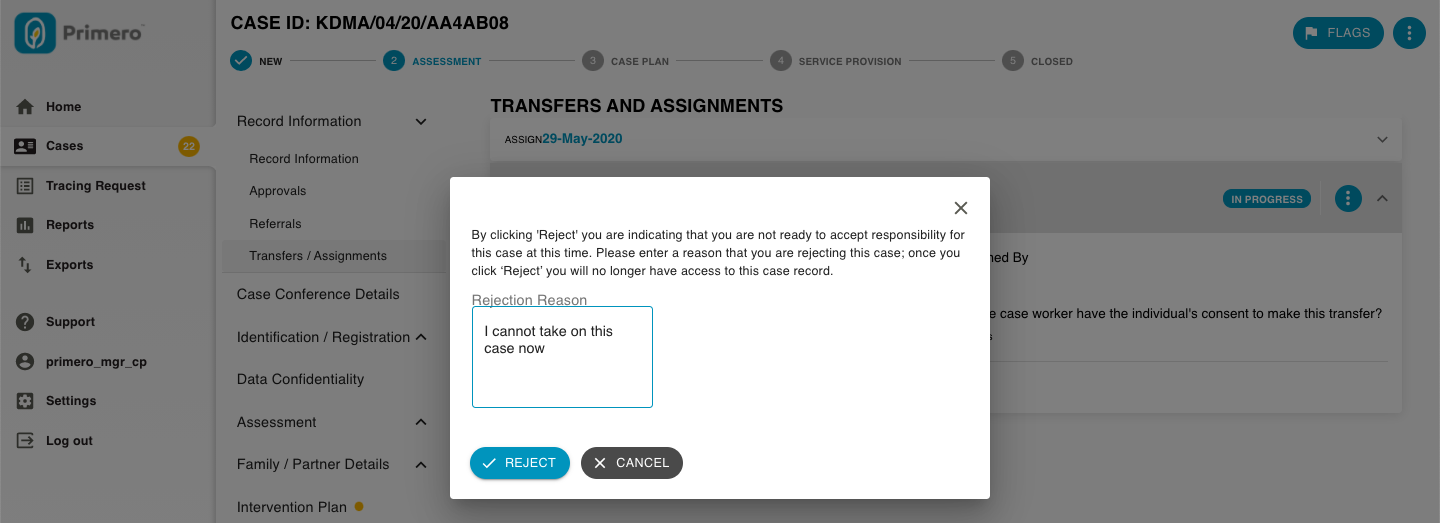 Primero™
CASE ID: KDMA/04/20/AA4AB08
FLAGS
NEW
2 ASSESSMENT
3 CASE PLAN
4 SERVICE PROVISION
5 CLOSED
Home
Cases 22
Tracing Request
Reports
Exports
Support
primero_mgr_cp
Settings
Log out
Record Information
Record Information
Approvals
Referrals
Transfers / Assignments
Case Conference Details
Identification / Registration
Data Confidentiality
Assessment
Family / Partner Details
Intervention Plan
TRANSFERS AND ASSIGNMENTS
ASSIGN29-May-2020
IN PROGRESS
ned By
e case worker have the individual's consent to make this transfer?
By clicking 'Reject' you are indicating that you are not ready to accept responsibility for
this case at this time. Please enter a reason that you are rejecting this case; once you
click ‘Reject’ you will no longer have access to this case record.
Rejection Reason
I cannot take on this
case now
REJECT
CANCEL